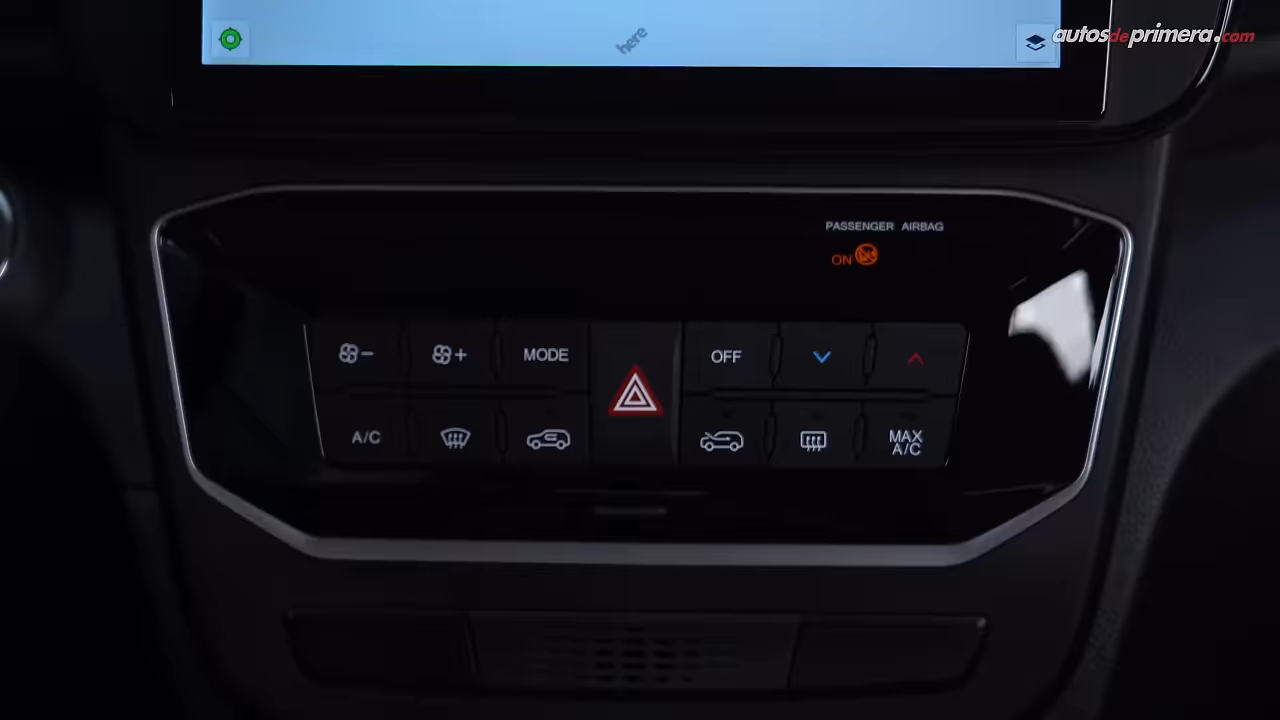 here
autosdeprimera.com
PASSENGER AIRBAG
ON
MODE
OFF
A/C
MAX
A/C